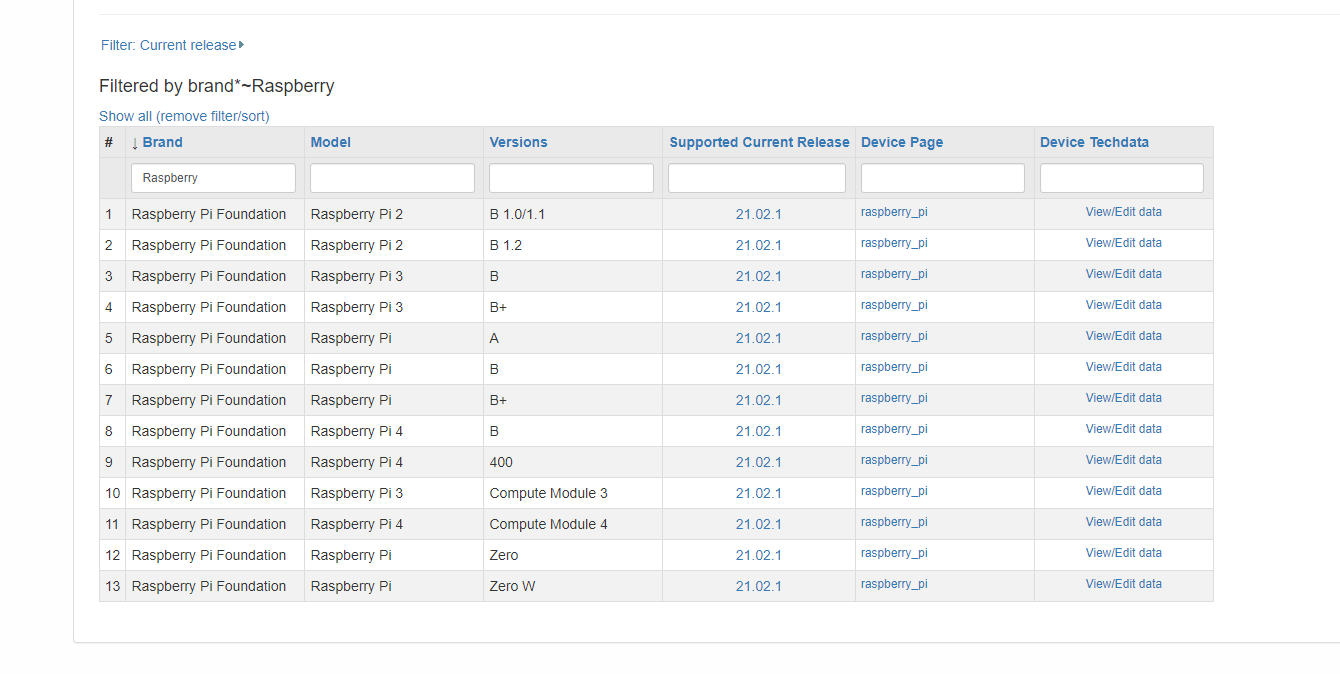 Filter: Current release
Filtered by brand*~Raspberry
Show all (remove filter/sort)
# ↓ Brand Model Versions Supported Current Release Device Page Device Techdata
Raspberry
1 Raspberry Pi Foundation Raspberry Pi 2 B 1.0/1.1 21.02.1 raspberry_pi View/Edit data
2 Raspberry Pi Foundation Raspberry Pi 2 B 1.2 21.02.1 raspberry_pi View/Edit data
3 Raspberry Pi Foundation Raspberry Pi 3 B 21.02.1 raspberry_pi View/Edit data
4 Raspberry Pi Foundation Raspberry Pi 3 B+ 21.02.1 raspberry_pi View/Edit data
5 Raspberry Pi Foundation Raspberry Pi A 21.02.1 raspberry_pi View/Edit data
6 Raspberry Pi Foundation Raspberry Pi B 21.02.1 raspberry_pi View/Edit data
7 Raspberry Pi Foundation Raspberry Pi B+ 21.02.1 raspberry_pi View/Edit data
8 Raspberry Pi Foundation Raspberry Pi 4 B 21.02.1 raspberry_pi View/Edit data
9 Raspberry Pi Foundation Raspberry Pi 4 400 21.02.1 raspberry_pi View/Edit data
10 Raspberry Pi Foundation Raspberry Pi 3 Compute Module 3 21.02.1 raspberry_pi View/Edit data
11 Raspberry Pi Foundation Raspberry Pi 4 Compute Module 4 21.02.1 raspberry_pi View/Edit data
12 Raspberry Pi Foundation Raspberry Pi Zero 21.02.1 raspberry_pi View/Edit data
13 Raspberry Pi Foundation Raspberry Pi Zero W 21.02.1 raspberry_pi View/Edit data